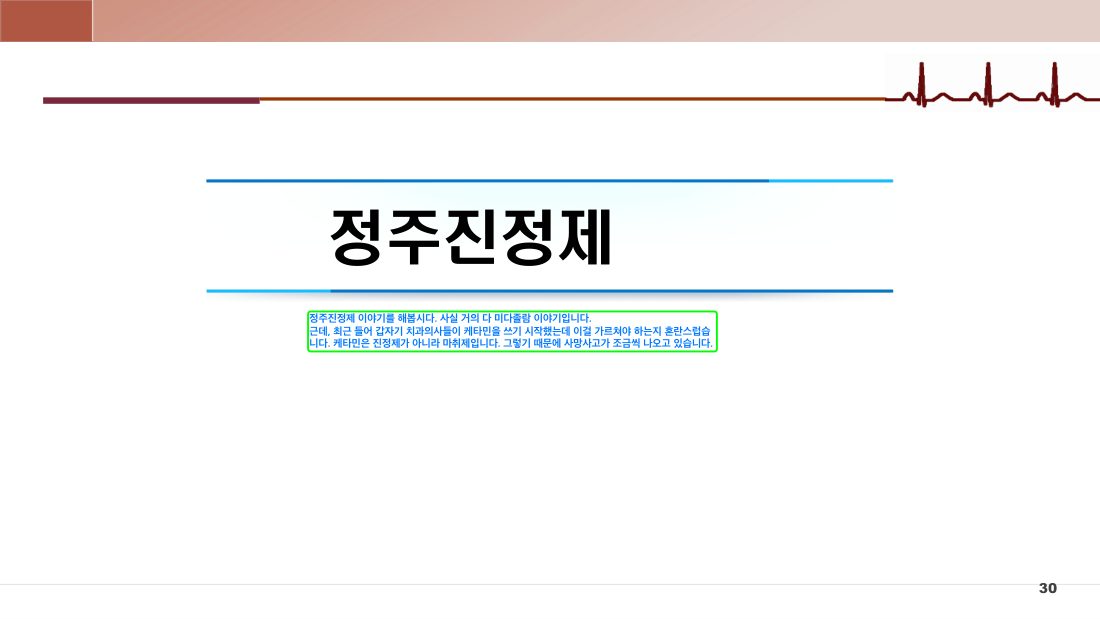 정주진정제
정주진정제 이야기를 해봅시다. 사실 거의 다 미다졸람 이야기입니다.
근데, 최근 들어 갑자기 치과의사들이 케타민을 쓰기 시작했는데 이걸 가르쳐야 하는지 혼란스럽습
니다. 케타민은 진정제가 아니라 마취제입니다. 그렇기 때문에 사망사고가 조금씩 나오고 있습니다.
30